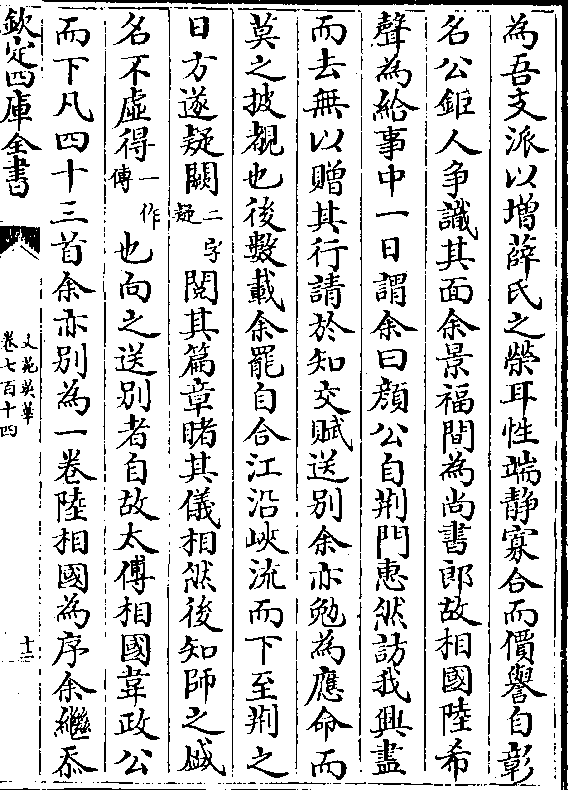 為吾支派以増薛氏之榮耳性端靜寡合而價譽自彰
名公鉅人争識其面余景福間為尚書郎故相國陸希
聲為給事中一日謂余曰顔公自荆門惠然訪我興盡
而去無以贈其行請於知交賦送别余亦勉為應命而
莫之披覩也後數載余罷自合江沿峽流而下至荆之
日方遂疑闕二字疑閱其篇章睹其儀相然後知師之盛
名不虚得一作傳也向之送别者自故太傅相國韋政公
而下凡四十三首余亦别為一卷陸相國為序余繼忝
欽定四庫全書
文苑英華
卷七百十四
十三